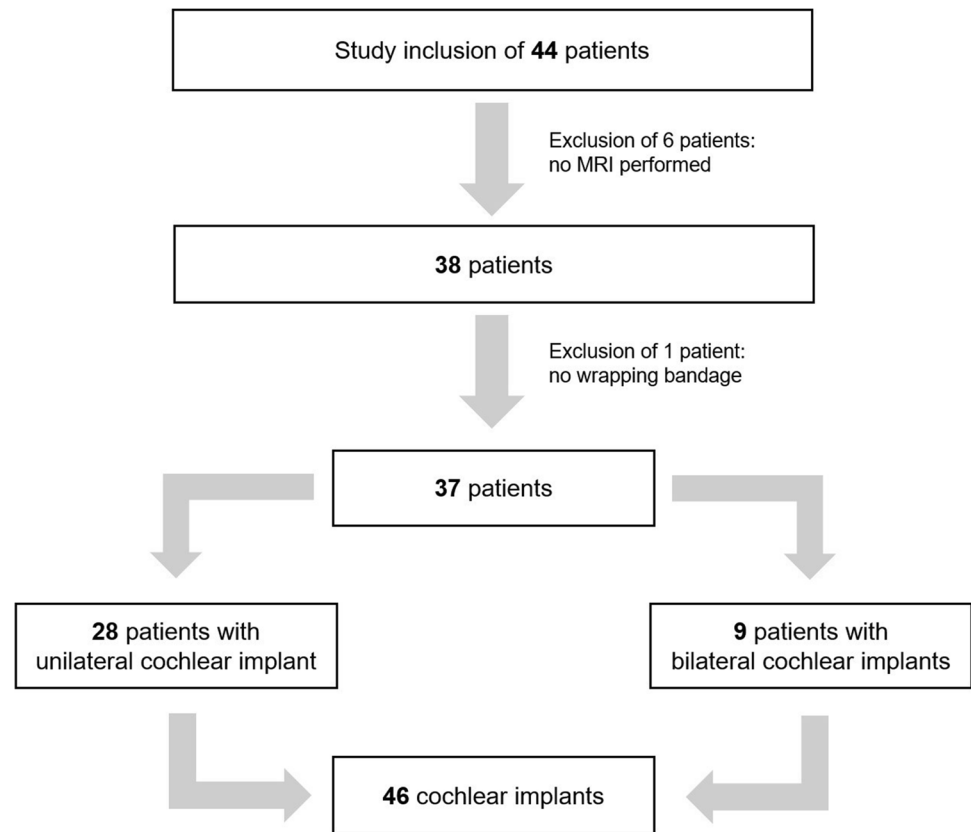 Study inclusion of 44 patients
Exclusion of 6 patients:
no MRI performed
38 patients
Exclusion of 1 patient:
no wrapping bandage
37 patients
28 patients with
unilateral cochlear implant
9 patients with
bilateral cochlear implants
46 cochlear implants